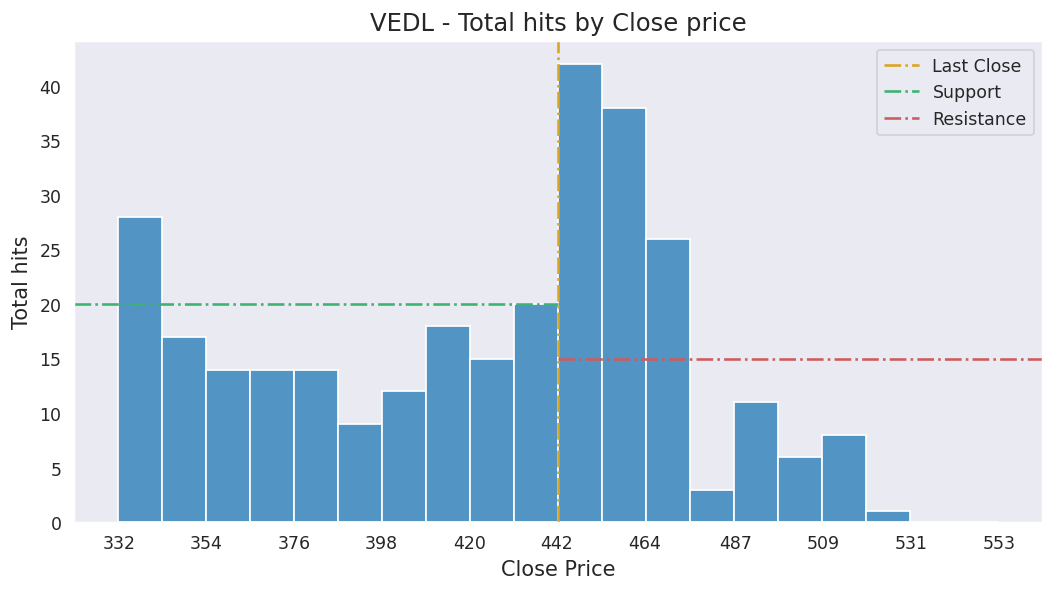 VEDL - Total hits by Close price
Last Close
Support
Resistance
Total hits
40
35
30
25
20
15
10
5
0
332 354 376 398 420 442 464 487 509 531 553
Close Price